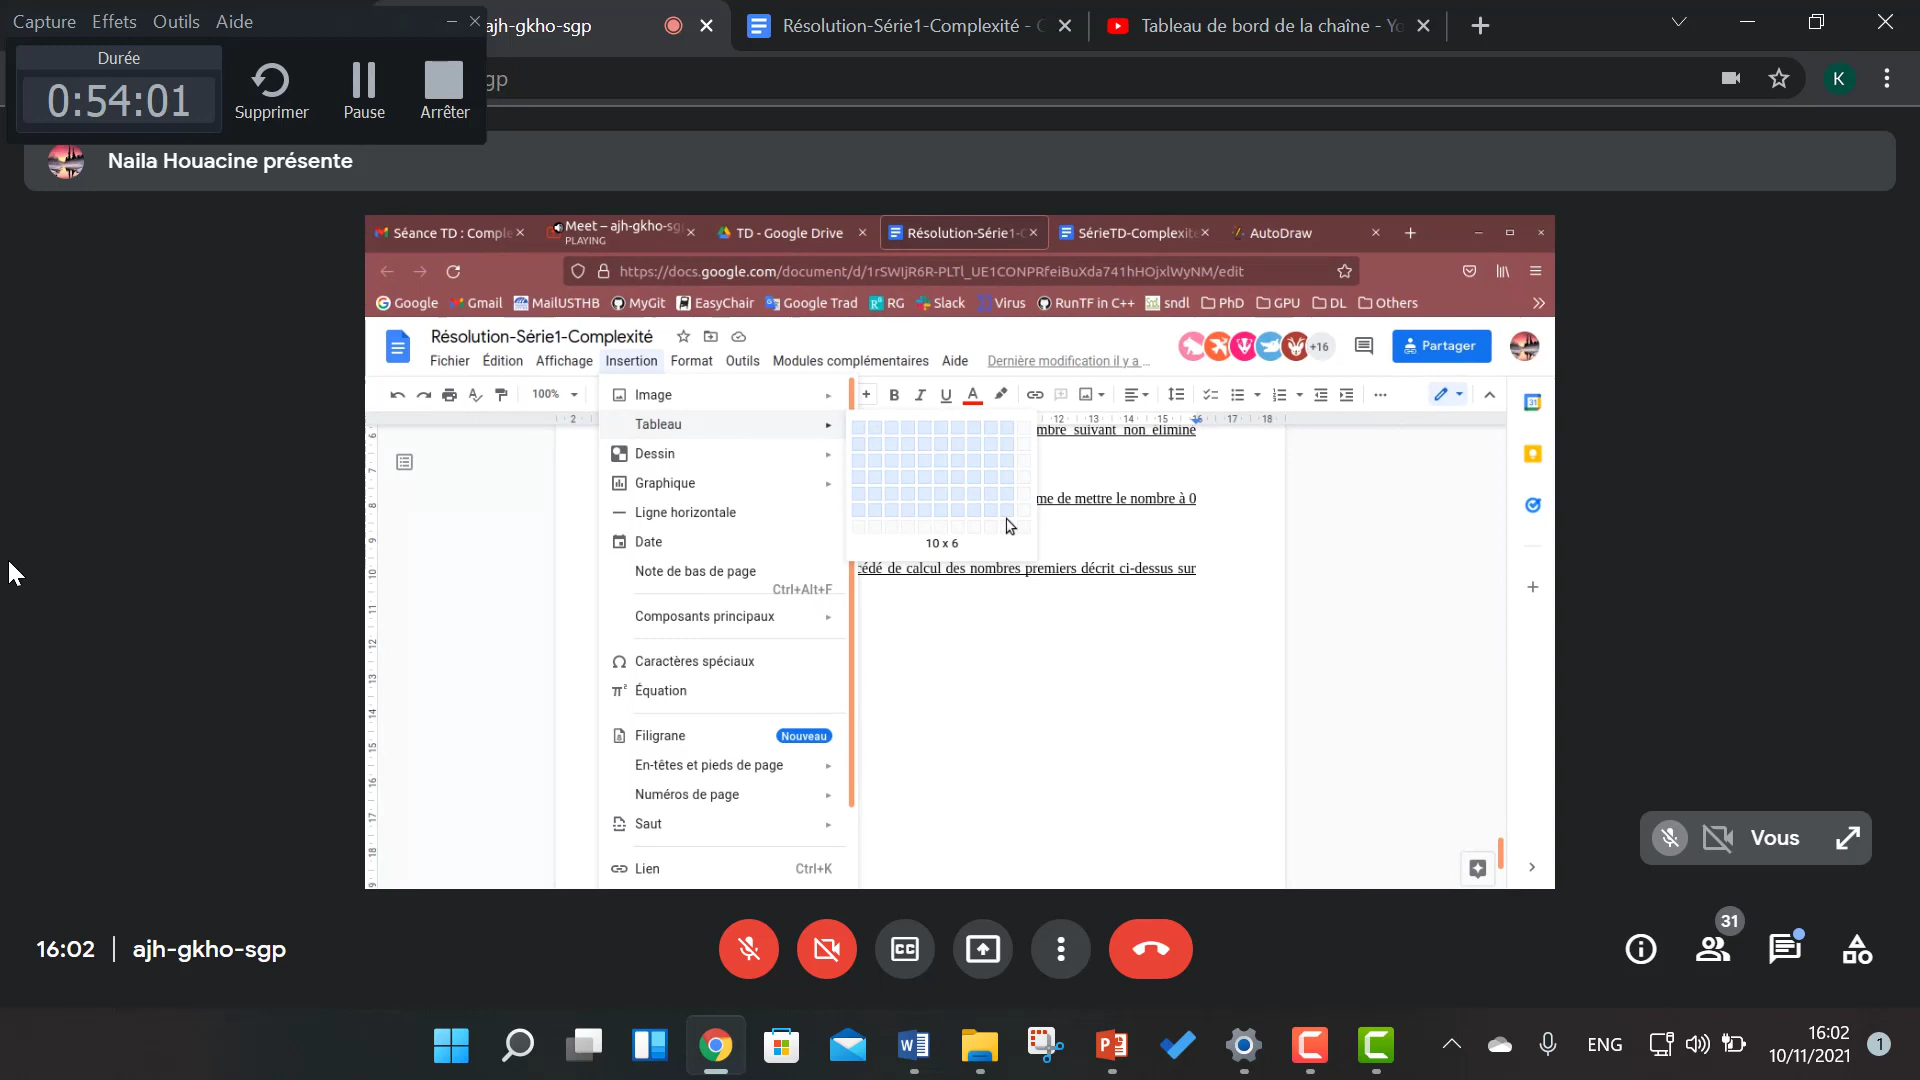 Capture Effets Outils Aide
Durée
0:54:01
Supprimer
Pause
Arrêter
ajh-gkho-sgp
Résolution-Série1-Complexité -
Tableau de bord de la chaîne -
gp
K
Naila Houacine présente
Séance TD : Comple
Meet – ajh-gkho-sg
PLAYING
TD - Google Drive
Résolution-Série1-
SérieTD-Complexit
AutoDraw
https://docs.google.com/document/d/1rSWIjR6R-PLTl_UE1CONPRfeiBuXda741hHOjxlWyNM/edit
Google
Gmail
MailUSTHB
MyGit
EasyChair
Google Trad
RG
Slack
Virus
RunTF in C++
sndl
PhD
GPU
DL
Others
Résolution-Série1-Complexité
Fichier Édition Affichage Insertion Format Outils Modules complémentaires Aide Dernière modification il y a ...
+16
Partager
100%
Image
Tableau
Dessin
Graphique
Ligne horizontale
Date
Note de bas de page
Ctrl+Alt+F
Composants principaux
Caractères spéciaux
Équation
Filigrane Nouveau
En-têtes et pieds de page
Numéros de page
Saut
Lien Ctrl+K
10 x 6
mbre suivant non éliminé
me de mettre le nombre à 0
cédé de calcul des nombres premiers décrit ci-dessus sur
Vous
16:02 | ajh-gkho-sgp
31
ENG
16:02
10/11/2021
1